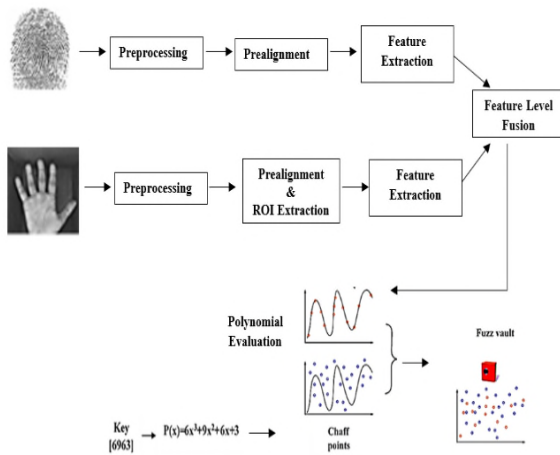 Preprocessing
Prealignment
Feature
Extraction
Feature Level
Fusion
Preprocessing
Prealignment
&
ROI Extraction
Feature
Extraction
Polynomial
Evaluation
Fuzz vault
Key
[6963]
P(x)=6x³+9x²+6x+3
Chaff
points